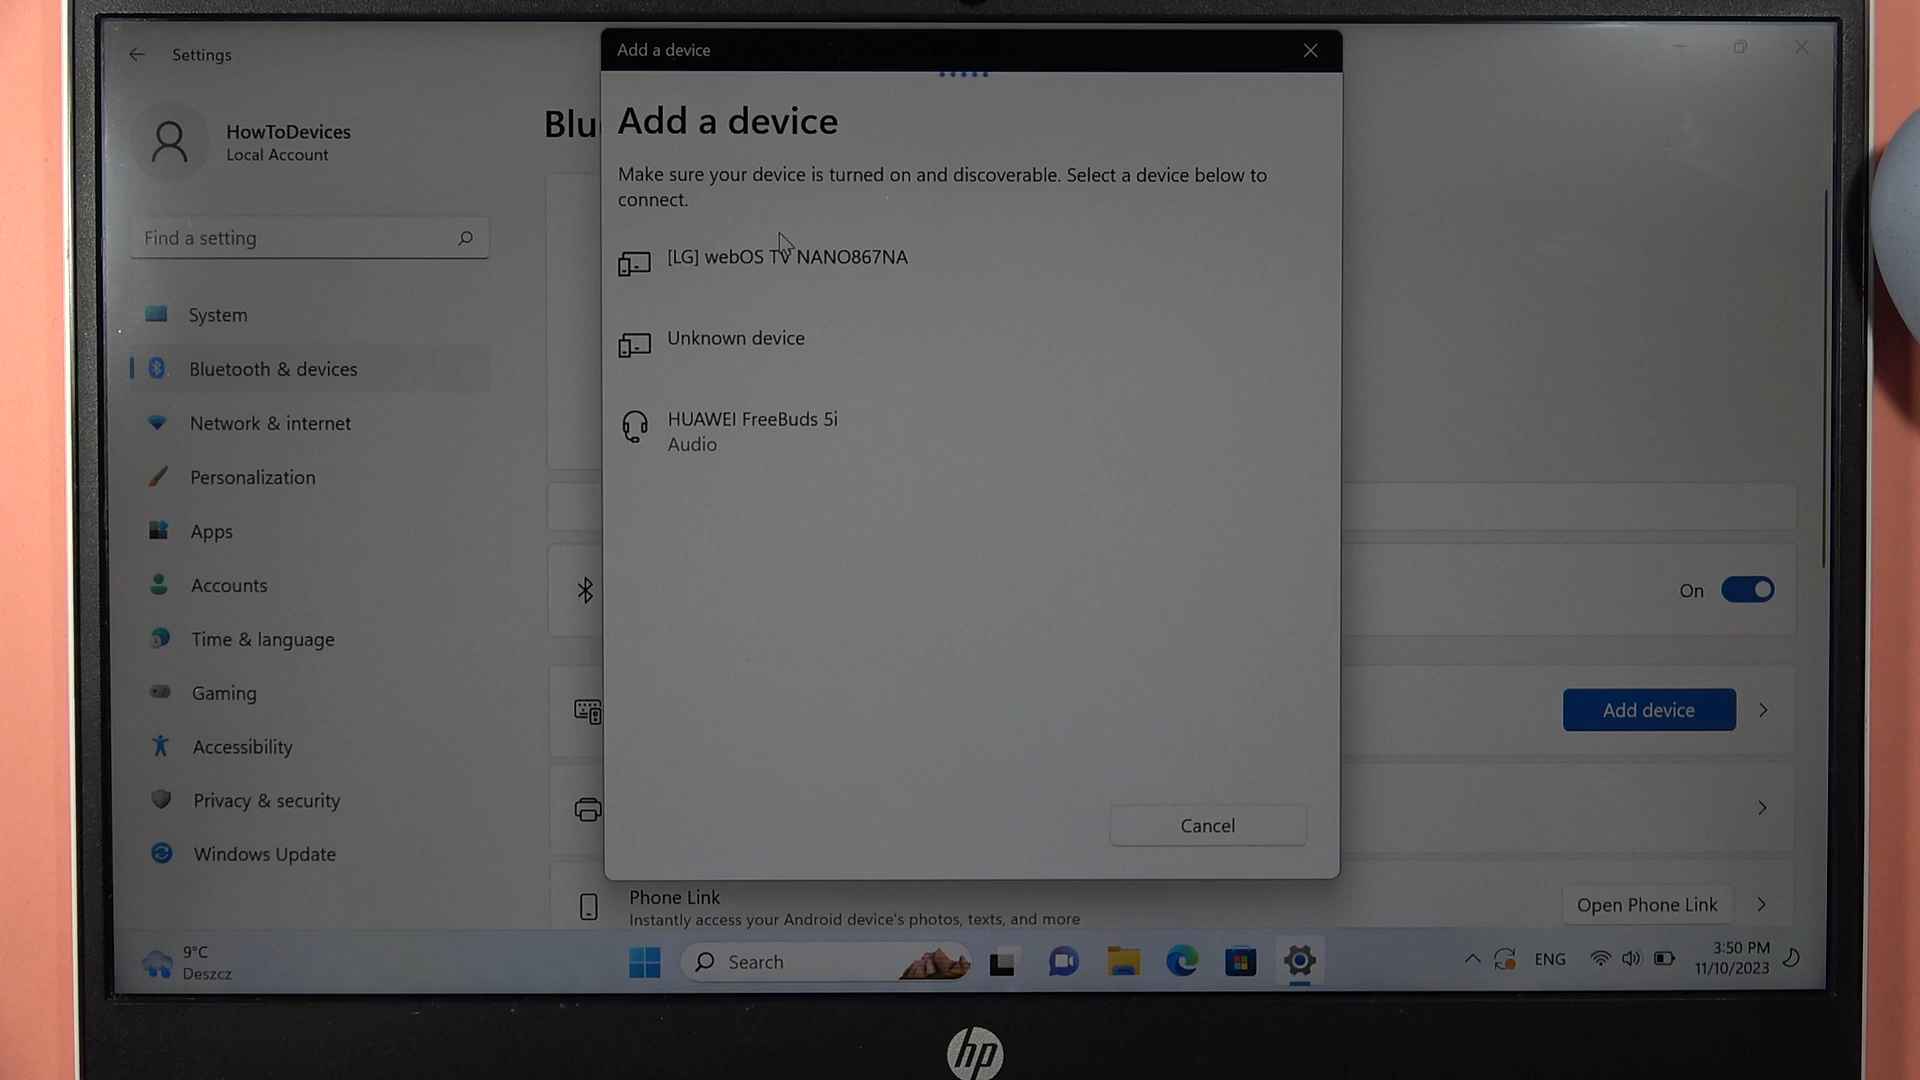 Settings
HowToDevices
Local Account
Find a setting
System
Bluetooth & devices
Network & internet
Personalization
Apps
Accounts
Time & language
Gaming
Accessibility
Privacy & security
Windows Update
Blu
Add a device
Add a device
Make sure your device is turned on and discoverable. Select a device below to
connect.
[LG] webOS TV NANO867NA
Unknown device
HUAWEI FreeBuds 5i
Audio
Cancel
On
Add device
Phone Link
Instantly access your Android device's photos, texts, and more
Open Phone Link
9°C
Deszcz
Search
ENG
3:50 PM
11/10/2023
hp